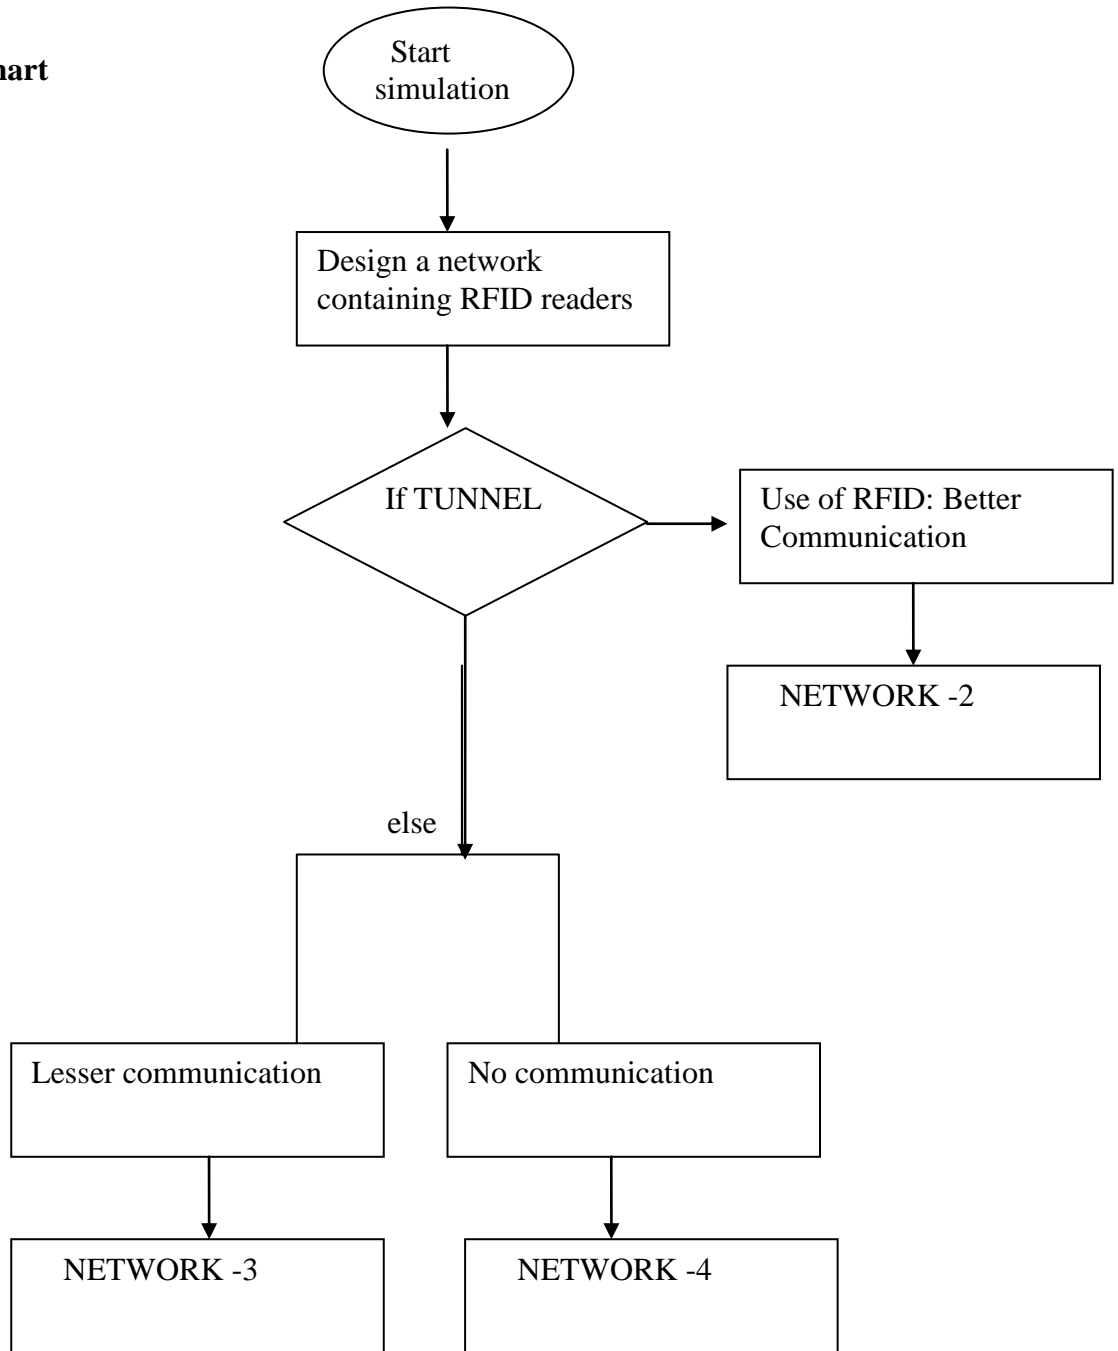 hart
Start
simulation
Design a network
containing RFID readers
If TUNNEL
Use of RFID: Better
Communication
NETWORK -2
else
Lesser communication
No communication
NETWORK -3
NETWORK -4